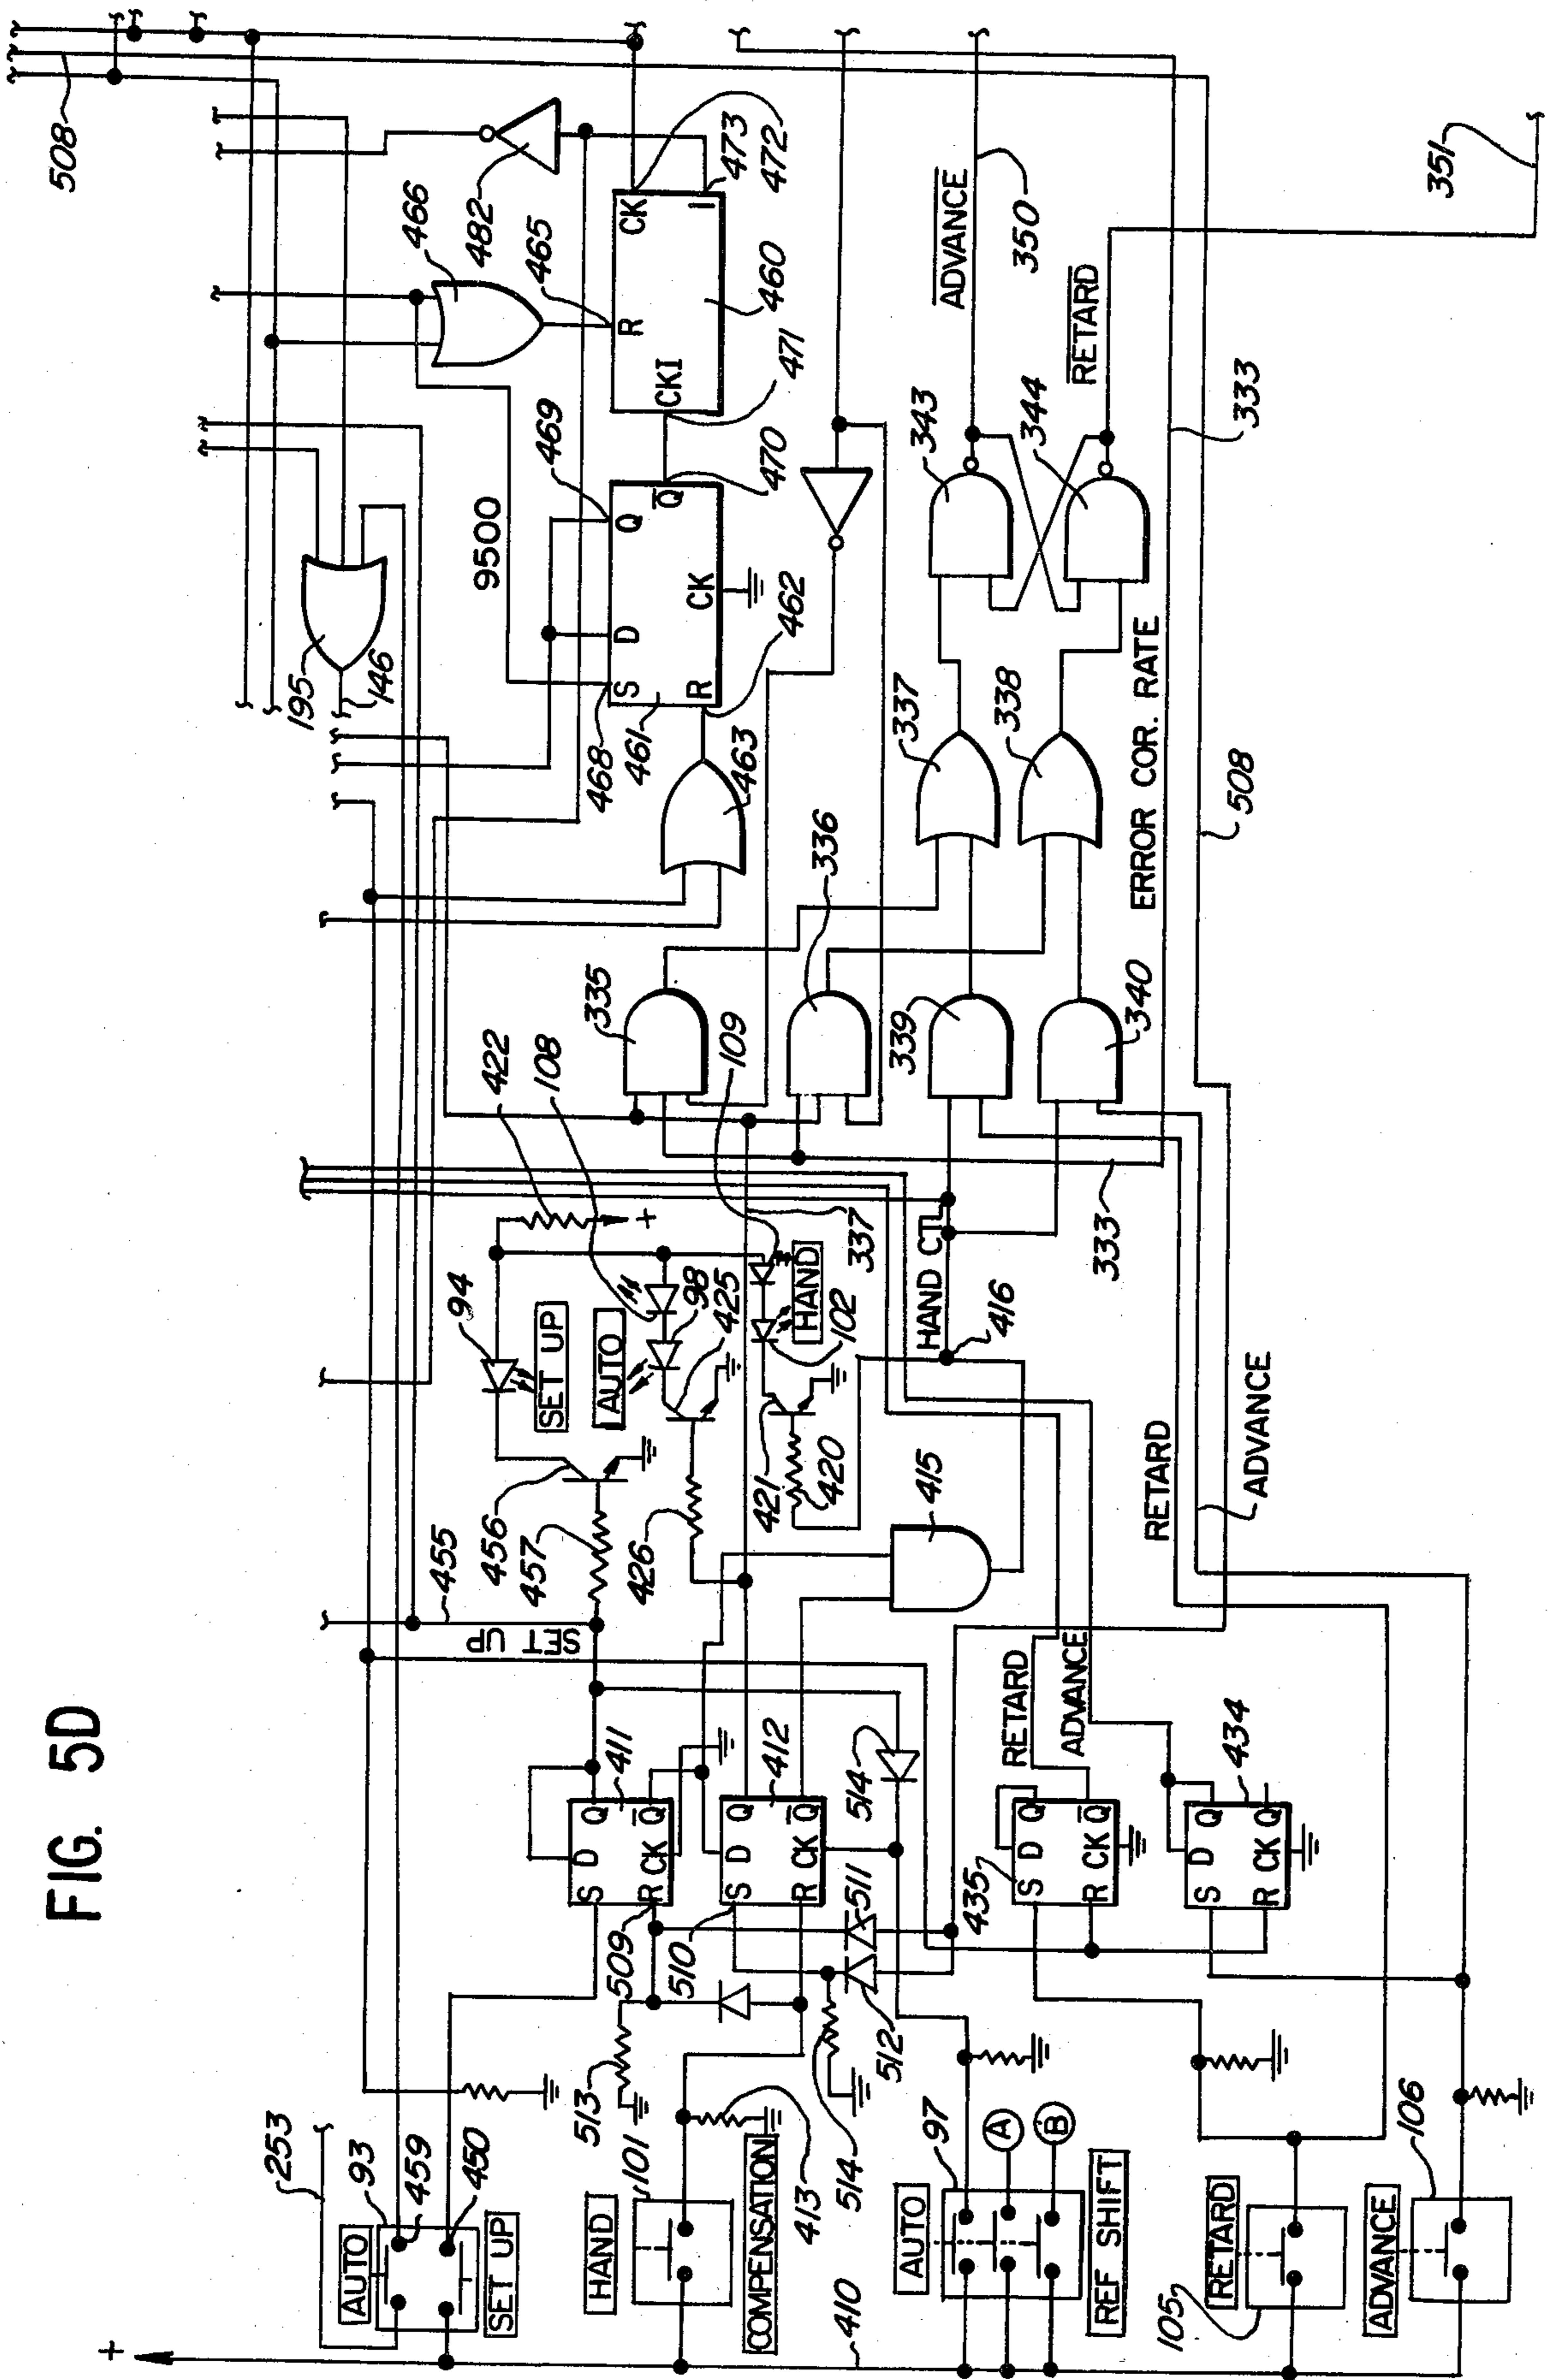 FIG. 5D
+
253
AUTO
93
459
450
SET UP
513
101
HAND
COMPENSATION
413
514
512
97
AUTO
A
B
REF SHIFT
410
105
RETARD
ADVANCE
106
S
D
Q
R
CK
Q̅
411
509
510
S
D
Q
R
CK
Q̅
412
511
514
435
S
D
Q
R
CK
Q̅
RETARD
ADVANCE
S
D
Q
R
CK
Q̅
434
SET UP
455
456
457
426
94
SET UP
AUTO
108
422
+
98
425
109
HAND
102
421
420
337
415
HAND CTL
416
333
RETARD
ADVANCE
335
336
339
340
337
338
ERROR COR. RATE
508
333
343
344
ADVANCE
350
RETARD
351
195
146
9500
468
461
S
D
Q
R
CK
Q̅
462
463
469
470
471
466
465
482
R
CK
CKI
I
460
473
472
508